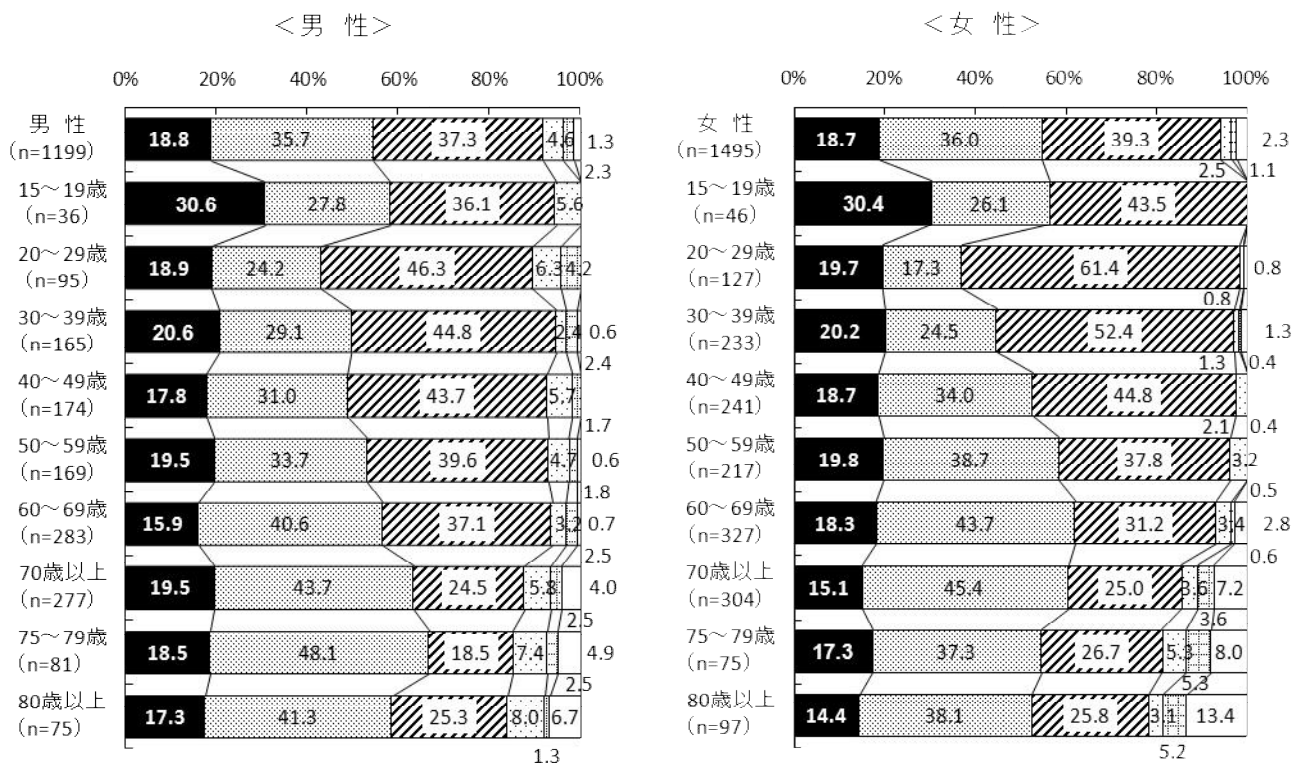 ＜男 性＞
0% 20% 40% 60% 80% 100%
男 性 18.8 35.7 37.3 4.6 1.3
(n=1199)
2.3
15～19歳 30.6 27.8 36.1 5.6
(n=36)
20～29歳 18.9 24.2 46.3 6.3 4.2
(n=95)
30～39歳 20.6 29.1 44.8 2.4 0.6
(n=165)
2.4
40～49歳 17.8 31.0 43.7 5.7
(n=174)
1.7
50～59歳 19.5 33.7 39.6 4.7 0.6
(n=169)
1.8
60～69歳 15.9 40.6 37.1 3.2 0.7
(n=283)
2.5
70歳以上 19.5 43.7 24.5 5.8 4.0
(n=277)
2.5
75～79歳 18.5 48.1 18.5 7.4 4.9
(n=81)
2.5
80歳以上 17.3 41.3 25.3 8.0 6.7
(n=75)
1.3
＜女 性＞
0% 20% 40% 60% 80% 100%
女 性 18.7 36.0 39.3 2.3
(n=1495)
2.5 1.1
15～19歳 30.4 26.1 43.5
(n=46)
20～29歳 19.7 17.3 61.4 0.8
(n=127)
0.8
30～39歳 20.2 24.5 52.4 1.3
(n=233)
1.3 0.4
40～49歳 18.7 34.0 44.8
(n=241)
2.1 0.4
50～59歳 19.8 38.7 37.8 3.2
(n=217)
0.5
60～69歳 18.3 43.7 31.2 3.4 2.8
(n=327)
0.6
70歳以上 15.1 45.4 25.0 3.6 7.2
(n=304)
3.6
75～79歳 17.3 37.3 26.7 5.3 8.0
(n=75)
5.3
80歳以上 14.4 38.1 25.8 3.1 13.4
(n=97)
5.2